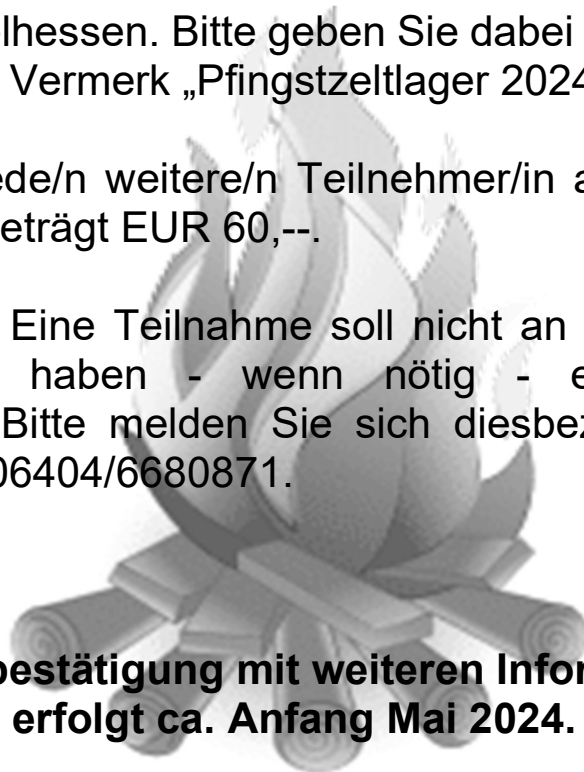 elhessen. Bitte geben Sie dabei
Vermerk „Pfingstzeltlager 2024
ede/n weitere/n Teilnehmer/in a
eträgt EUR 60,--.
Eine Teilnahme soll nicht an
haben - wenn nötig - e
Bitte melden Sie sich diesbez
06404/6680871.
bestätigung mit weiteren Infor
erfolgt ca. Anfang Mai 2024.